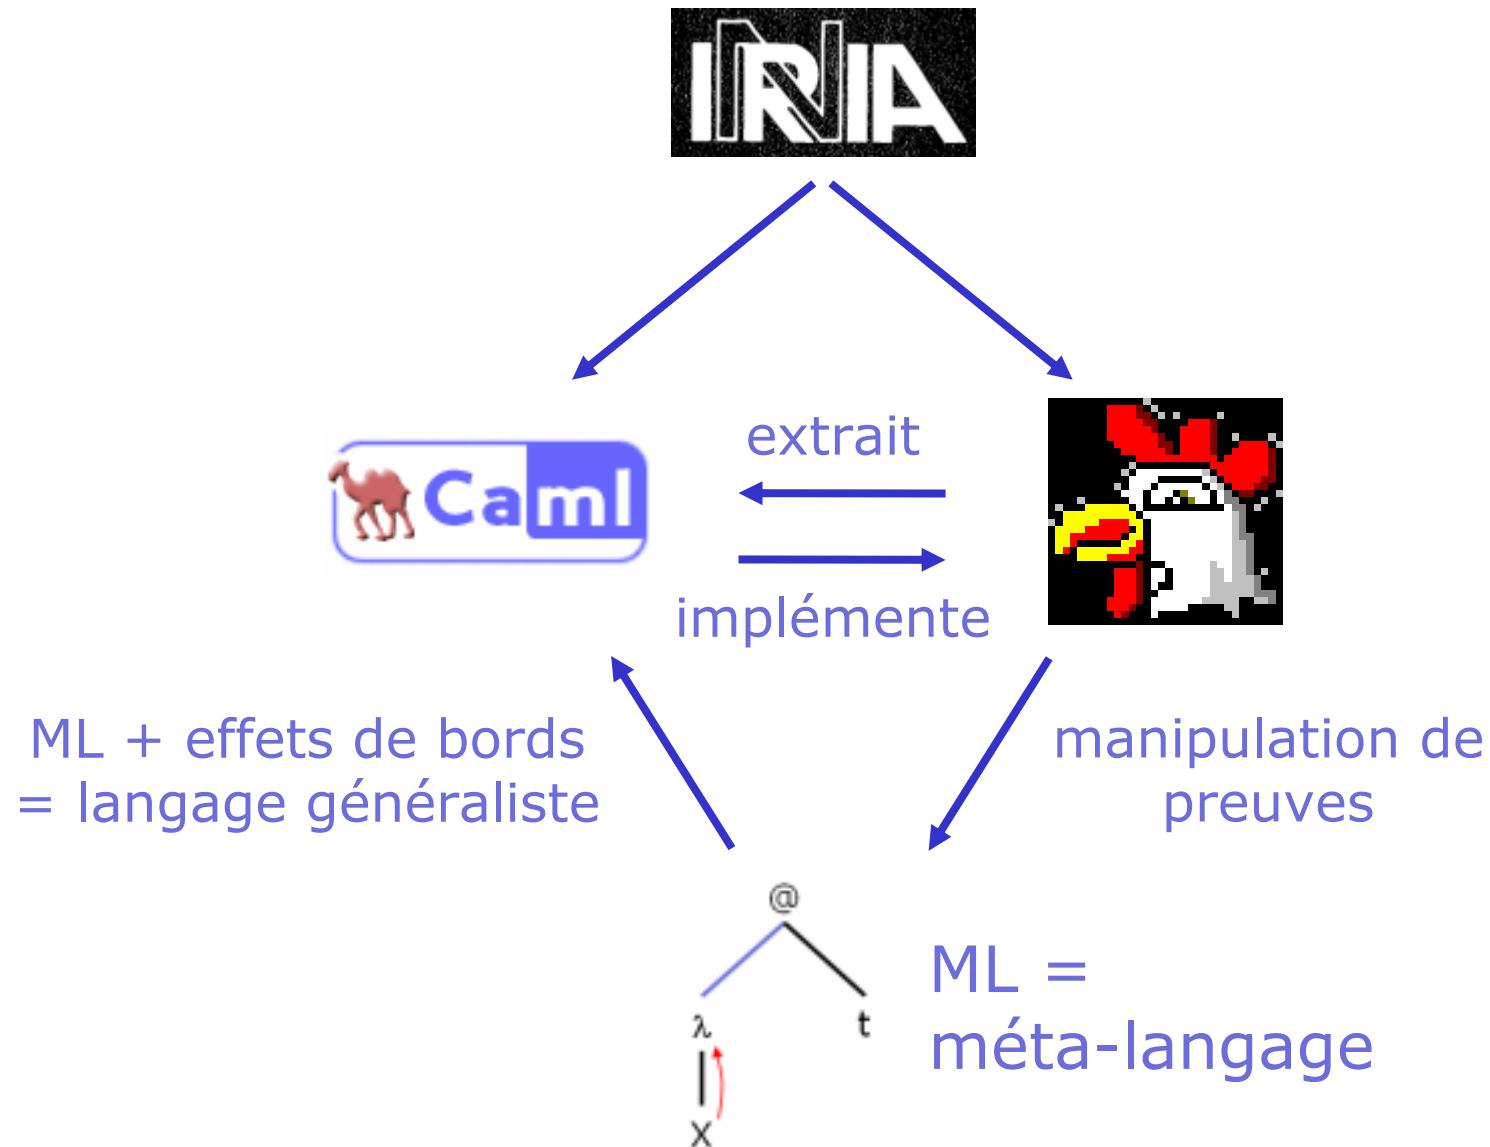 INRIA
extrait
Caml
implémente
ML + effets de bords
= langage généraliste
manipulation de
preuves
@
λ
t
x
ML =
méta-langage